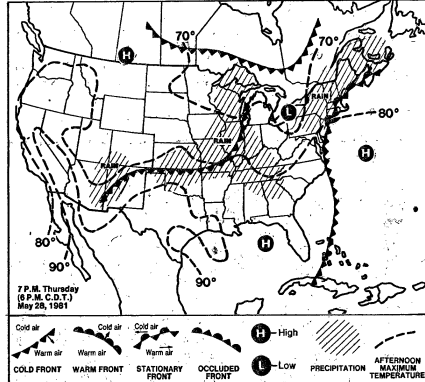 70°
70°
H
RAIN
L
80°
RAIN
H
RAIN
80°
90°
H
90°
7 P.M. Thursday
(6 P.M. C.D.T.)
May 28, 1981
Cold air
Warm air
COLD FRONT
Cold air
Warm air
WARM FRONT
Cold air
Warm air
STATIONARY
FRONT
OCCLUDED
FRONT
H - High
L - Low
PRECIPITATION
AFTERNOON
MAXIMUM
TEMPERATURE